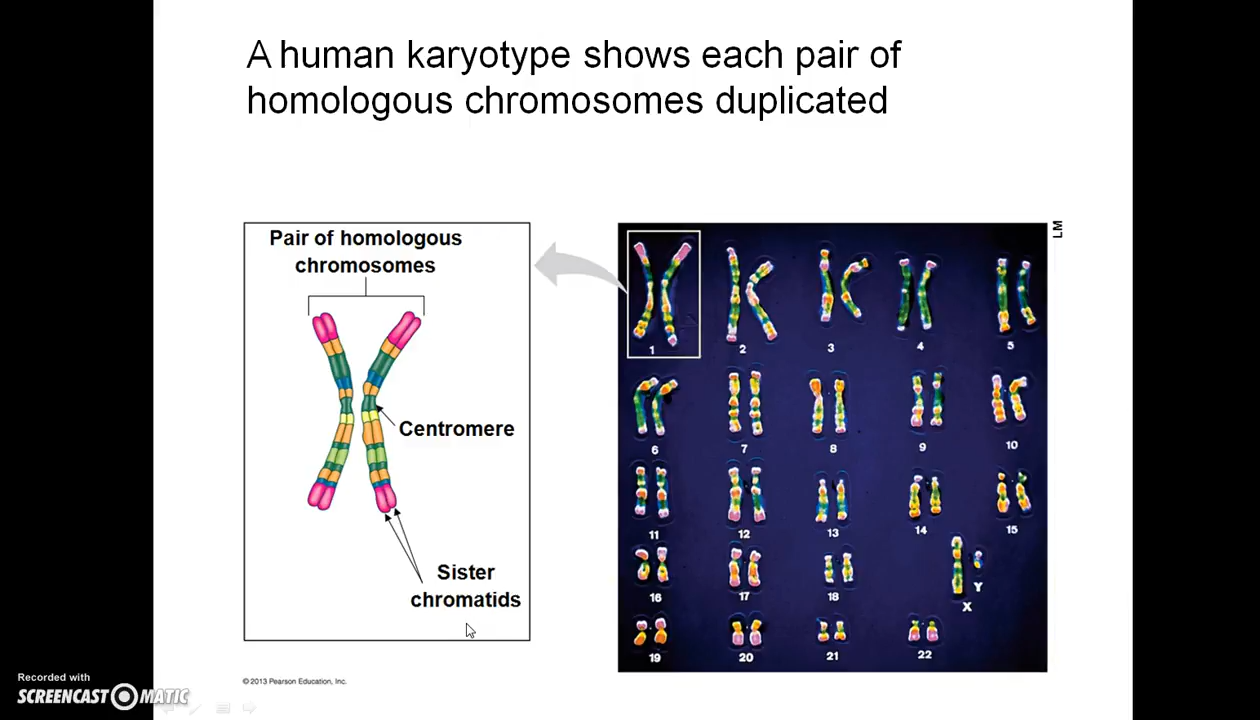 A human karyotype shows each pair of
homologous chromosomes duplicated
Pair of homologous
chromosomes
Centromere
Sister
chromatids
LM
1
2
3
4
5
6
7
8
9
10
11
12
13
14
15
16
17
18
Y
X
19
20
21
22
© 2013 Pearson Education, Inc.
Recorded with
SCREENCAST MATIC